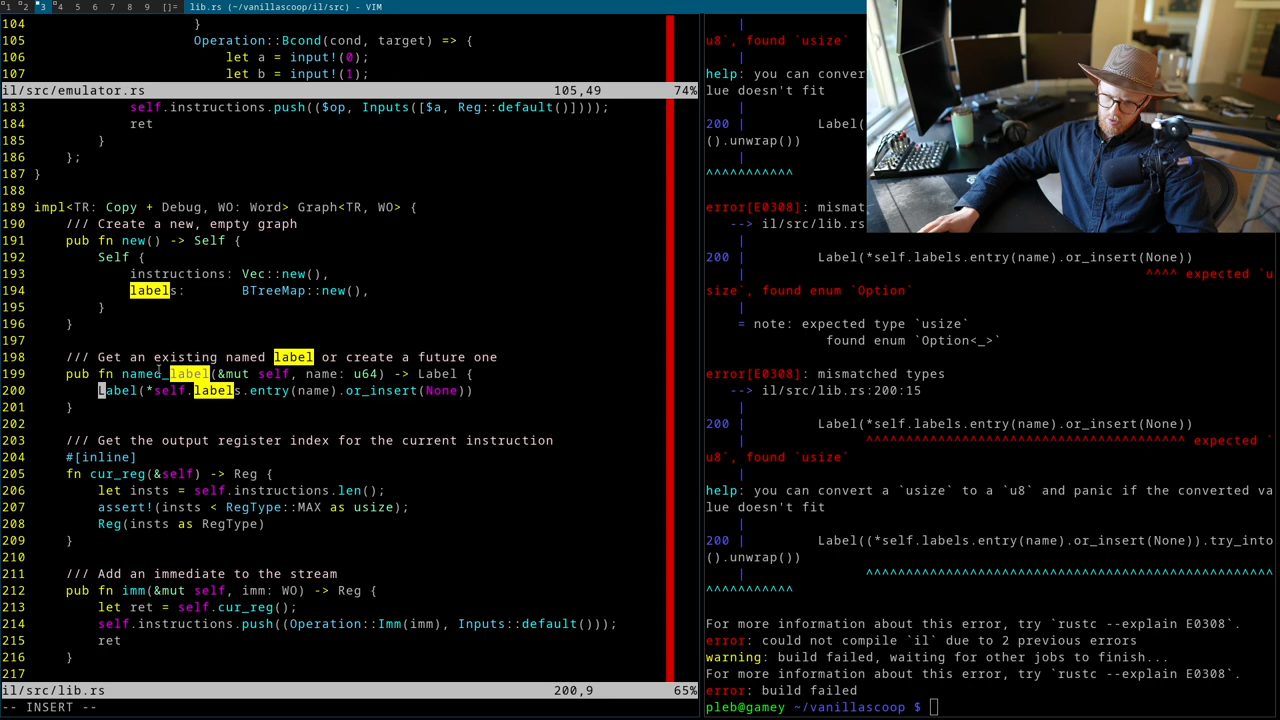 1 2 3 4 5 6 7 8 9 []= lib.rs (~/vanillascoop/il/src) - VIM
104 }
105 Operation::Bcond(cond, target) => {
106 let a = input!(0);
107 let b = input!(1);
il/src/emulator.rs 105,49 74%
183 self.instructions.push(($op, Inputs([$a, Reg::default()])));
184 ret
185 }
186 };
187 }
188
189 impl<TR: Copy + Debug, WO: Word> Graph<TR, WO> {
190 /// Create a new, empty graph
191 pub fn new() -> Self {
192 Self {
193 instructions: Vec::new(),
194 labels: BTreeMap::new(),
195 }
196 }
197
198 /// Get an existing named label or create a future one
199 pub fn named_label(&mut self, name: u64) -> Label {
200 Label(*self.labels.entry(name).or_insert(None))
201 }
202
203 /// Get the output register index for the current instruction
204 #[inline]
205 fn cur_reg(&self) -> Reg {
206 let insts = self.instructions.len();
207 assert!(insts < RegType::MAX as usize);
208 Reg(insts as RegType)
209 }
210
211 /// Add an immediate to the stream
212 pub fn imm(&mut self, imm: WO) -> Reg {
213 let ret = self.cur_reg();
214 self.instructions.push((Operation::Imm(imm), Inputs::default()));
215 ret
216 }
217
il/src/lib.rs 200,9 65%
-- INSERT --
|
u8`, found `usize`
|
help: you can conver
lue doesn't fit
|
200 | Label(
().unwrap())
|
^^^^^^^^^^^
error[E0308]: mismat
--> il/src/lib.rs
|
200 | Label(*self.labels.entry(name).or_insert(None))
| ^^^^ expected `u
size`, found enum `Option`
|
= note: expected type `usize`
found enum `Option<_>`
error[E0308]: mismatched types
--> il/src/lib.rs:200:15
|
200 | Label(*self.labels.entry(name).or_insert(None))
| ^^^^^^^^^^^^^^^^^^^^^^^^^^^^^^^^^^^^^^^^ expected `
u8`, found `usize`
|
help: you can convert a `usize` to a `u8` and panic if the converted va
lue doesn't fit
|
200 | Label((*self.labels.entry(name).or_insert(None)).try_into
().unwrap())
| ^^^^^^^^^^^^^^^^^^^^^^^^^^^^^^^^^^^^^^^^^^^^^^^^^^^
^^^^^^^^^^^
For more information about this error, try `rustc --explain E0308`.
error: could not compile `il` due to 2 previous errors
warning: build failed, waiting for other jobs to finish...
For more information about this error, try `rustc --explain E0308`.
error: build failed
pleb@gamey ~/vanillascoop $